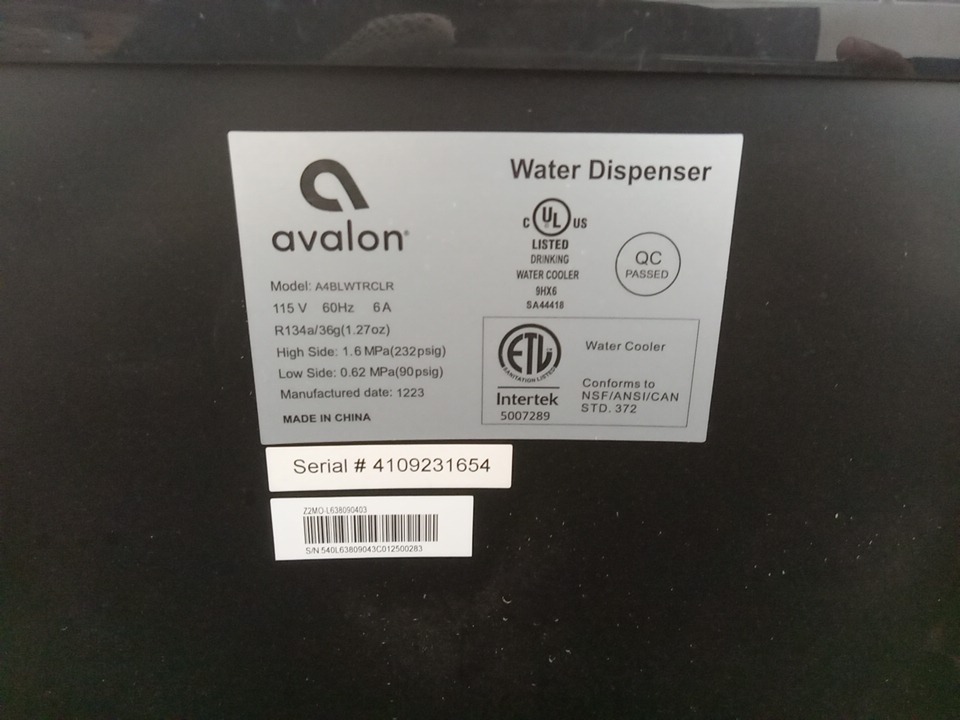 avalon®
Model: A4BLWTRCLR
115 V 60Hz 6A
R134a/36g(1.27oz)
High Side: 1.6 MPa(232psig)
Low Side: 0.62 MPa(90psig)
Manufactured date: 1223
MADE IN CHINA
Water Dispenser
C UL US
LISTED
DRINKING
WATER COOLER
9HX6
SA44418
QC
PASSED
ETL
SANITATION LISTED
Intertek
5007289
Water Cooler
Conforms to
NSF/ANSI/CAN
STD. 372
Serial # 4109231654
Z2MO-L638090403
S/N 540L63809043C012500283